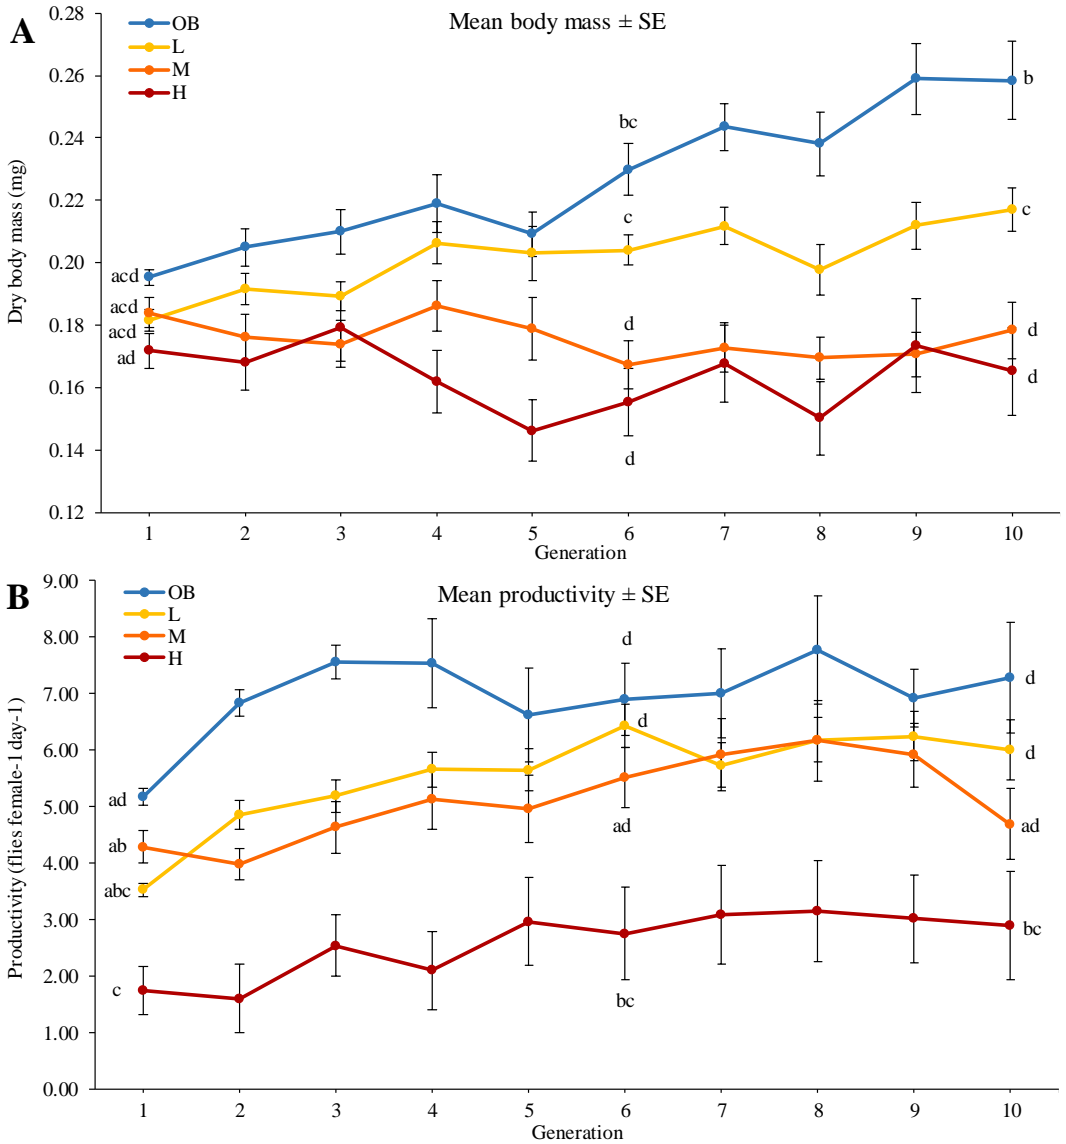 A
Mean body mass ± SE
OB
L
M
H
Dry body mass (mg)
0.28
0.26
0.24
0.22
0.20
0.18
0.16
0.14
0.12
acd
acd
acd
ad
bc
c
d
d
b
c
d
d
1 2 3 4 5 6 7 8 9 10
Generation
B
Mean productivity ± SE
OB
L
M
H
Productivity (flies female-1 day-1)
9.00
8.00
7.00
6.00
5.00
4.00
3.00
2.00
1.00
0.00
ad
ab
abc
c
d
d
ad
bc
d
d
ad
bc
1 2 3 4 5 6 7 8 9 10
Generation